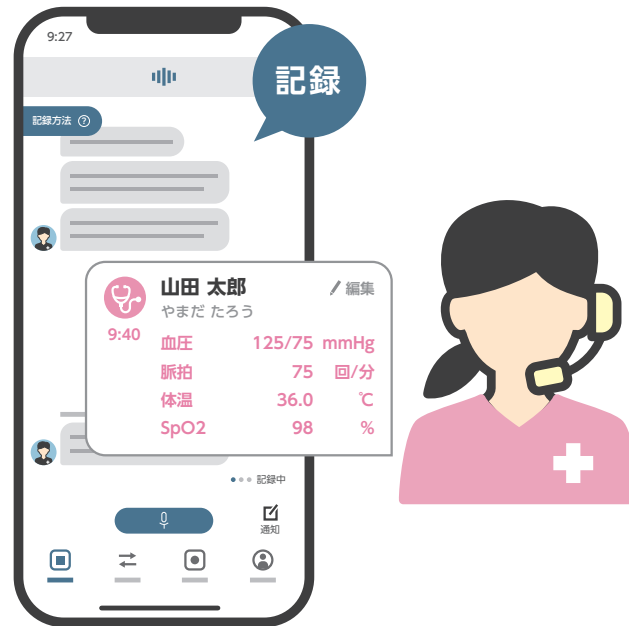 9:27
記録
記録方法 ?
山田 太郎
編集
やまだ たろう
9:40
血圧 125/75 mmHg
脈拍 75 回/分
体温 36.0 ℃
SpO2 98 %
記録中
通知